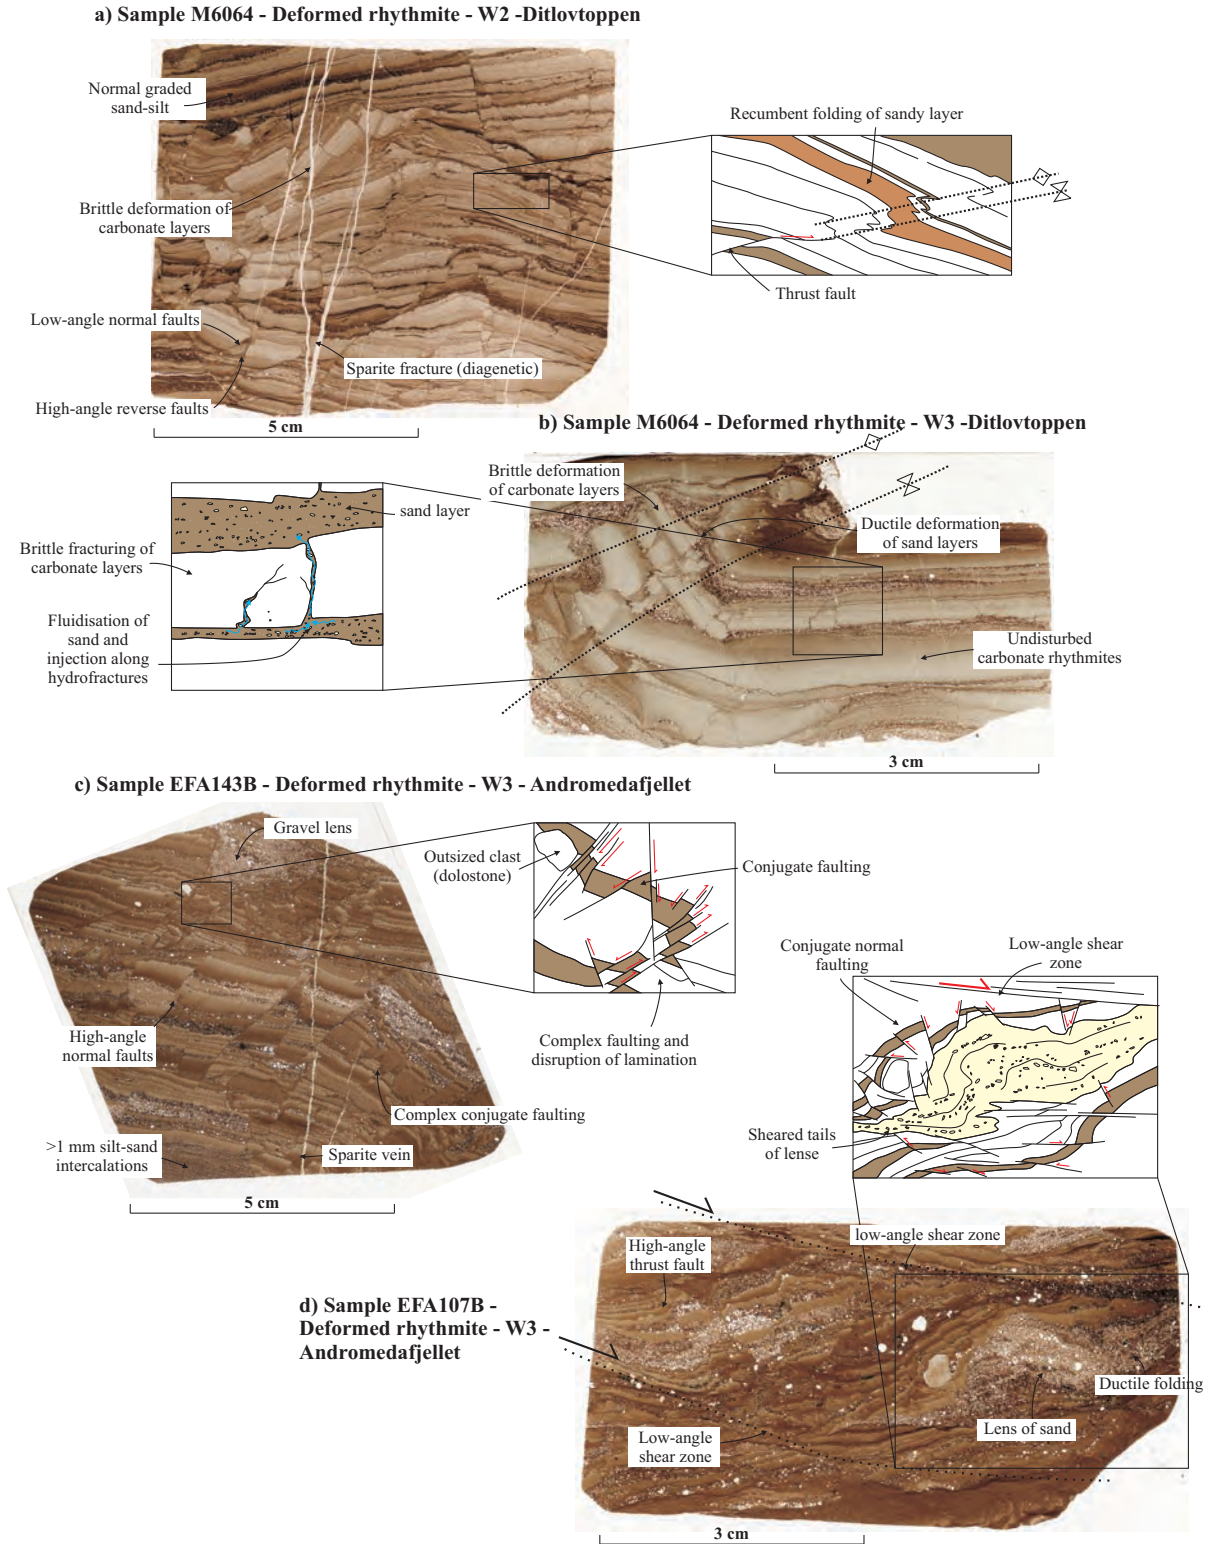 a) Sample M6064 - Deformed rhythmite - W2 -Ditlovtoppen
Normal graded
sand-silt
Recumbent folding of sandy layer
Brittle deformation of
carbonate layers
Thrust fault
Low-angle normal faults
Sparite fracture (diagenetic)
High-angle reverse faults
5 cm
b) Sample M6064 - Deformed rhythmite - W3 -Ditlovtoppen
Brittle deformation
of carbonate layers
sand layer
Ductile deformation
of sand layers
Brittle fracturing of
carbonate layers
Fluidisation of
sand and
injection along
hydrofractures
Undisturbed
carbonate rhythmites
3 cm
c) Sample EFA143B - Deformed rhythmite - W3 - Andromedafjellet
Gravel lens
Outsized clast
(dolostone)
Conjugate faulting
High-angle
normal faults
Complex faulting and
disruption of lamination
Complex conjugate faulting
>1 mm silt-sand
intercalations
Sparite vein
5 cm
Conjugate normal
faulting
Low-angle shear
zone
Sheared tails
of lense
low-angle shear zone
High-angle
thrust fault
d) Sample EFA107B -
Deformed rhythmite - W3 -
Andromedafjellet
Ductile folding
Lens of sand
Low-angle
shear zone
3 cm